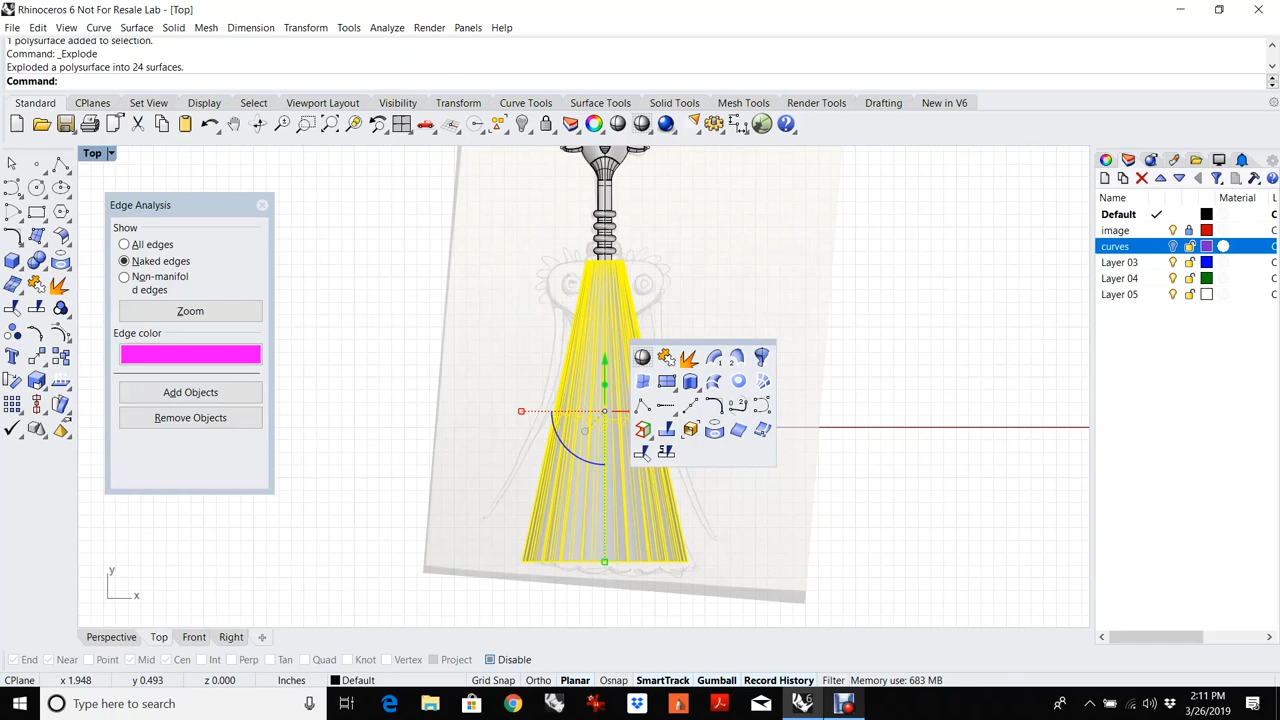 Rhinoceros 6 Not For Resale Lab - [Top]
File Edit View Curve Surface Solid Mesh Dimension Transform Tools Analyze Render Panels Help
1 polysurface added to selection.
Command: _Explode
Exploded a polysurface into 24 surfaces.
Command:
Standard CPlanes Set View Display Select Viewport Layout Visibility Transform Curve Tools Surface Tools Solid Tools Mesh Tools Render Tools Drafting New in V6
Top
Edge Analysis
Show
All edges
Naked edges
Non-manifol
d edges
Zoom
Edge color
Add Objects
Remove Objects
Name Material L
Default C
image C
curves C
Layer 03 C
Layer 04 C
Layer 05 C
y
x
Perspective Top Front Right
End Near Point Mid Cen Int Perp Tan Quad Knot Vertex Project Disable
CPlane x 1.948 y 0.493 z 0.000 Inches Default Grid Snap Ortho Planar Osnap SmartTrack Gumball Record History Filter Memory use: 683 MB
Type here to search
2:11 PM
3/26/2019